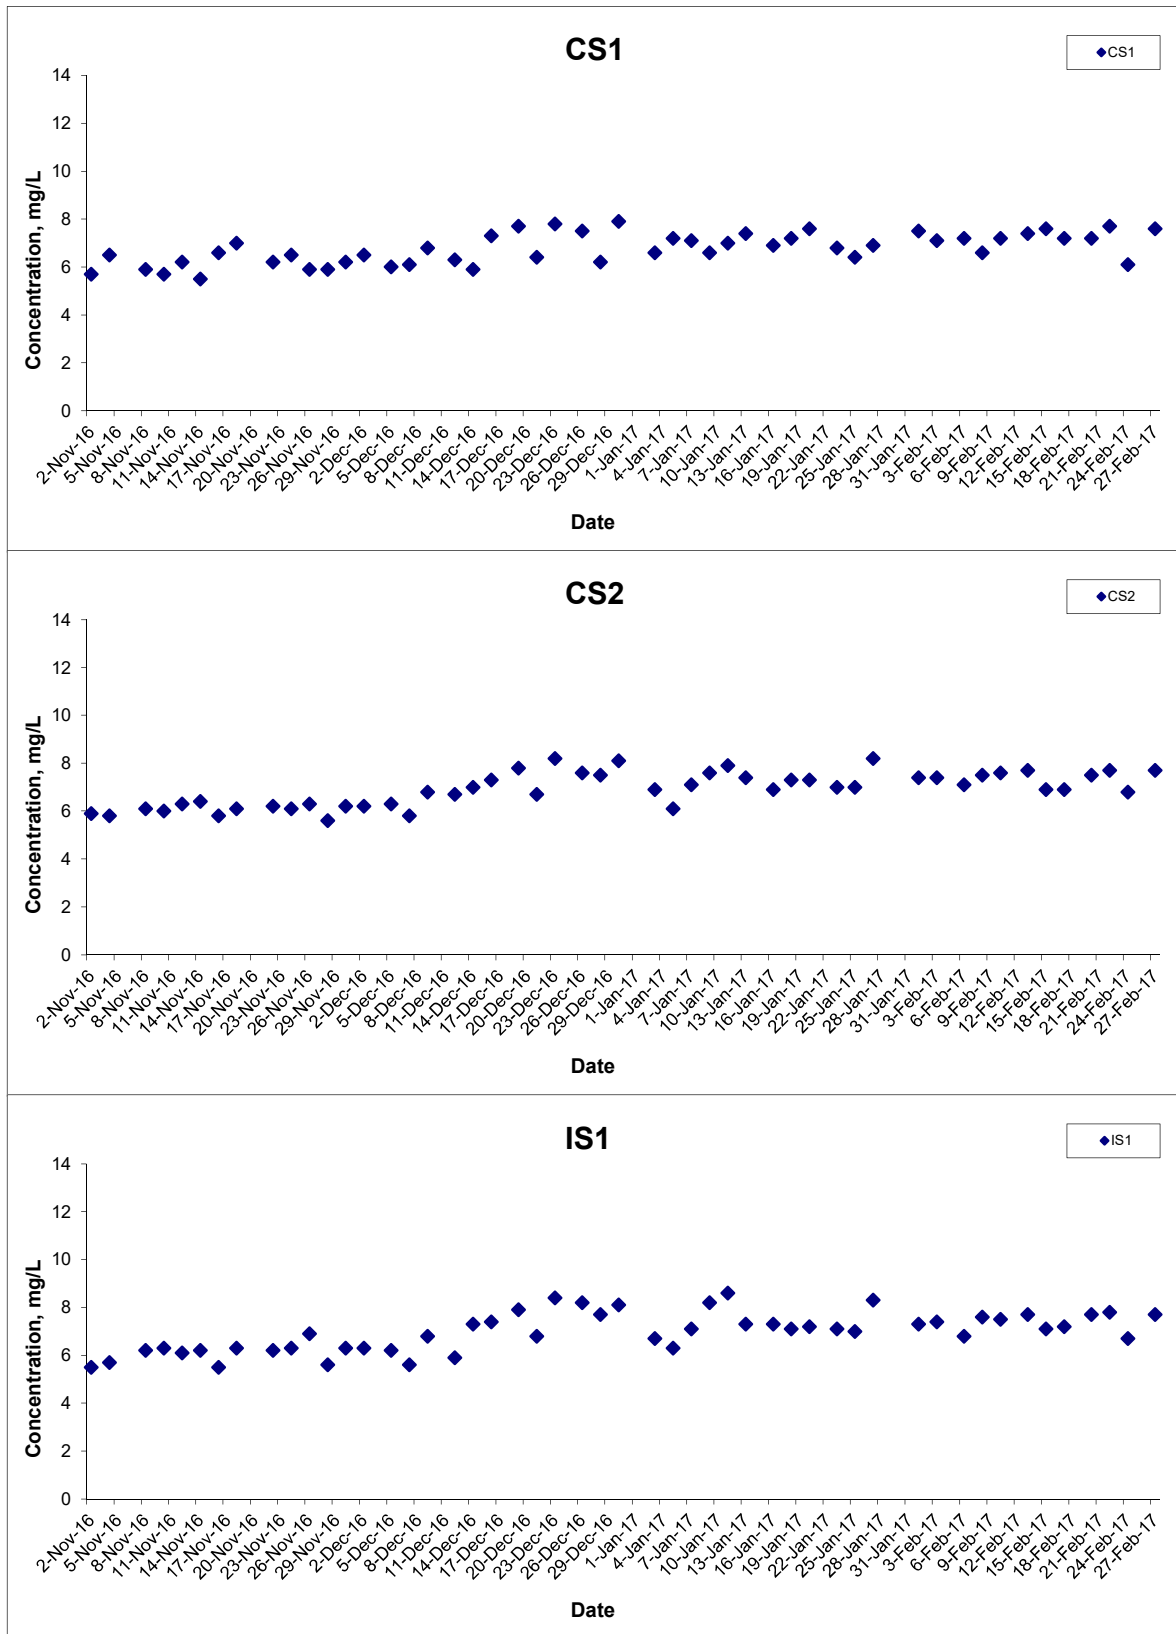 CS1
CS1
14
12
10
8
6
4
2
0
Concentration, mg/L
2-Nov-16
5-Nov-16
8-Nov-16
11-Nov-16
14-Nov-16
17-Nov-16
20-Nov-16
23-Nov-16
26-Nov-16
29-Nov-16
2-Dec-16
5-Dec-16
8-Dec-16
11-Dec-16
14-Dec-16
17-Dec-16
20-Dec-16
23-Dec-16
26-Dec-16
29-Dec-16
1-Jan-17
4-Jan-17
7-Jan-17
10-Jan-17
13-Jan-17
16-Jan-17
19-Jan-17
22-Jan-17
25-Jan-17
28-Jan-17
31-Jan-17
3-Feb-17
6-Feb-17
9-Feb-17
12-Feb-17
15-Feb-17
18-Feb-17
21-Feb-17
24-Feb-17
27-Feb-17
Date
CS2
CS2
14
12
10
8
6
4
2
0
Concentration, mg/L
2-Nov-16
5-Nov-16
8-Nov-16
11-Nov-16
14-Nov-16
17-Nov-16
20-Nov-16
23-Nov-16
26-Nov-16
29-Nov-16
2-Dec-16
5-Dec-16
8-Dec-16
11-Dec-16
14-Dec-16
17-Dec-16
20-Dec-16
23-Dec-16
26-Dec-16
29-Dec-16
1-Jan-17
4-Jan-17
7-Jan-17
10-Jan-17
13-Jan-17
16-Jan-17
19-Jan-17
22-Jan-17
25-Jan-17
28-Jan-17
31-Jan-17
3-Feb-17
6-Feb-17
9-Feb-17
12-Feb-17
15-Feb-17
18-Feb-17
21-Feb-17
24-Feb-17
27-Feb-17
Date
IS1
IS1
14
12
10
8
6
4
2
0
Concentration, mg/L
2-Nov-16
5-Nov-16
8-Nov-16
11-Nov-16
14-Nov-16
17-Nov-16
20-Nov-16
23-Nov-16
26-Nov-16
29-Nov-16
2-Dec-16
5-Dec-16
8-Dec-16
11-Dec-16
14-Dec-16
17-Dec-16
20-Dec-16
23-Dec-16
26-Dec-16
29-Dec-16
1-Jan-17
4-Jan-17
7-Jan-17
10-Jan-17
13-Jan-17
16-Jan-17
19-Jan-17
22-Jan-17
25-Jan-17
28-Jan-17
31-Jan-17
3-Feb-17
6-Feb-17
9-Feb-17
12-Feb-17
15-Feb-17
18-Feb-17
21-Feb-17
24-Feb-17
27-Feb-17
Date